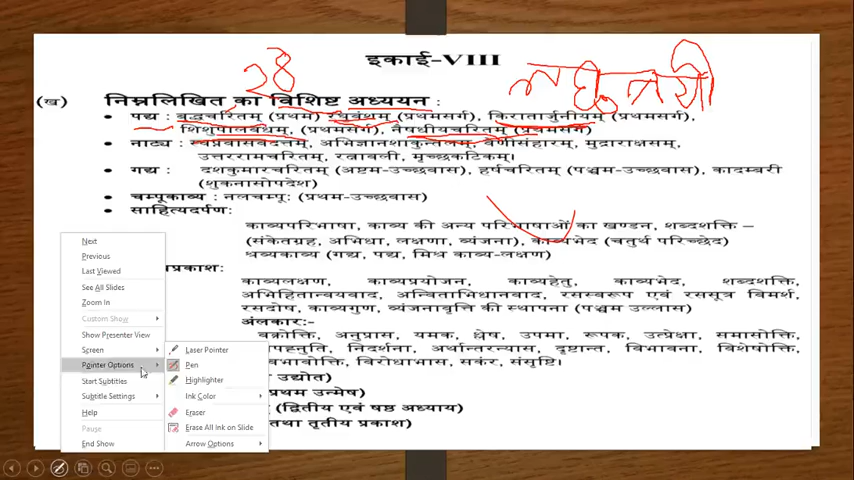 इकाई-VIII
28
लघुत्रयी
(ख) निम्नलिखित का विशिष्ट अध्ययन :
• पद्य : बुद्धचरितम् (प्रथम) रघुवंशम् (प्रथमसर्ग), किरातार्जुनीयम् (प्रथमसर्ग),
शिशुपालवधम्, (प्रथमसर्ग), नैषधीयचरितम् (प्रथमसर्ग)
• नाट्य : स्वप्नवासवदत्तम्, अभिज्ञानशाकुन्तलम्, वेणीसंहारम्, मुद्राराक्षसम्,
उत्तररामचरितम्, रत्नावली, मृच्छकटिकम्।
• गद्य : दशकुमारचरितम् (अष्टम-उच्छवास), हर्षचरितम् (पञ्चम-उच्छवास), कादम्बरी
(शुकनासोपदेश)
• चम्पूकाव्य : नलचम्पू: (प्रथम-उच्छवास)
• साहित्यदर्पण:
काव्यपरिभाषा, काव्य की अन्य परिभाषाओं का खण्डन, शब्दशक्ति –
(संकेतग्रह, अभिधा, लक्षणा, व्यंजना), काव्यभेद (चतुर्थ परिच्छेद)
श्रव्यकाव्य (गद्य, पद्य, मिश्र काव्य-लक्षण)
प्रकाश:
काव्यलक्षण, काव्यप्रयोजन, काव्यहेतु, काव्यभेद, शब्दशक्ति,
अभिहितान्वयवाद, अन्विताभिधानवाद, रसस्वरूप एवं रससूत्र विमर्श,
रसदोष, काव्यगुण, व्यंजनावृत्ति की स्थापना (पञ्चम उल्लास)
अंलकार:-
वक्रोक्ति, अनुप्रास, यमक, श्लेष, उपमा, रूपक, उत्प्रेक्षा, समासोक्ति,
पहनुति, निदर्शना, अर्थान्तरन्यास, दृष्टान्त, विभावना, विशेषोक्ति,
भावोक्ति, विरोधाभास, सकंर, संसृष्टि।
उद्योत)
प्रथम उन्मेष)
(द्वितीय एवं षष्ठ अध्याय)
तथा तृतीय प्रकाश)
Next
Previous
Last Viewed
See All Slides
Zoom In
Custom Show
Show Presenter View
Screen
Pointer Options
Start Subtitles
Subtitle Settings
Help
Pause
End Show
Laser Pointer
Pen
Highlighter
Ink Color
Eraser
Erase All Ink on Slide
Arrow Options